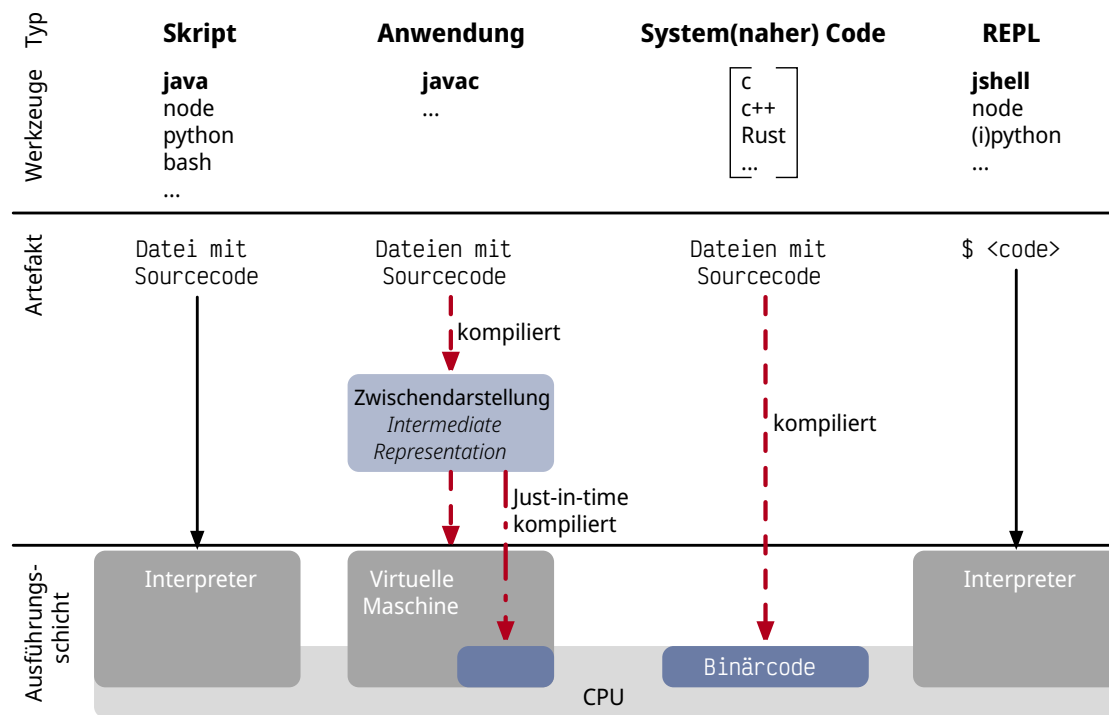 Typ
Skript
Anwendung
System(naher) Code
REPL
Werkzeuge
java
node
python
bash
...
javac
...
c
c++
Rust
...
jshell
node
(i)python
...
Artefakt
Datei mit
Sourcecode
Dateien mit
Sourcecode
Dateien mit
Sourcecode
$ <code>
kompiliert
Zwischendarstellung
Intermediate
Representation
kompiliert
Just-in-time
kompiliert
Ausführungs-
schicht
Interpreter
Virtuelle
Maschine
Interpreter
Binärcode
CPU